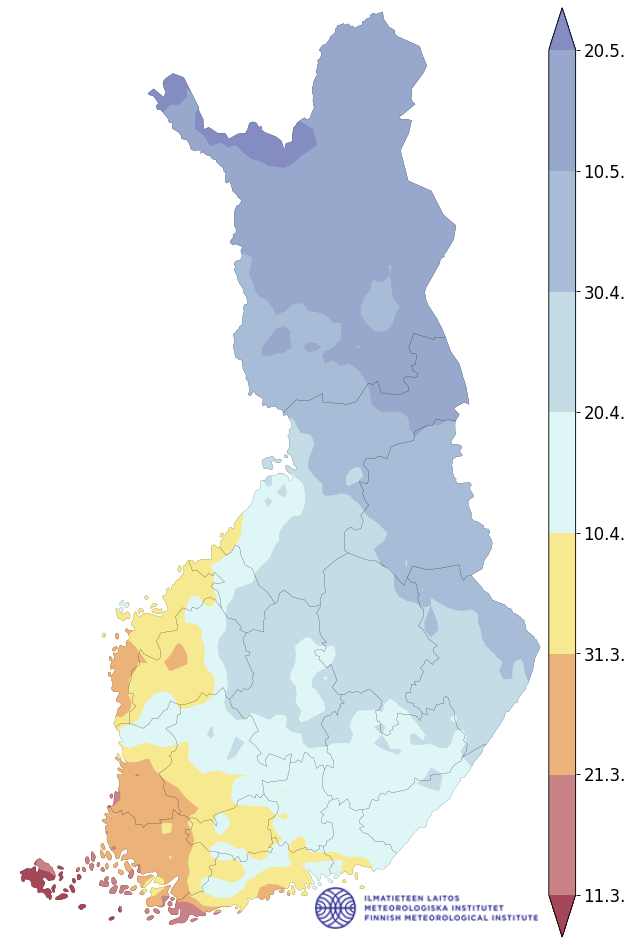 20.5.
10.5.
30.4.
20.4.
10.4.
31.3.
21.3.
11.3.
ILMATIETEEN LAITOS
METEOROLOGISKA INSTITUTET
FINNISH METEOROLOGICAL INSTITUTE